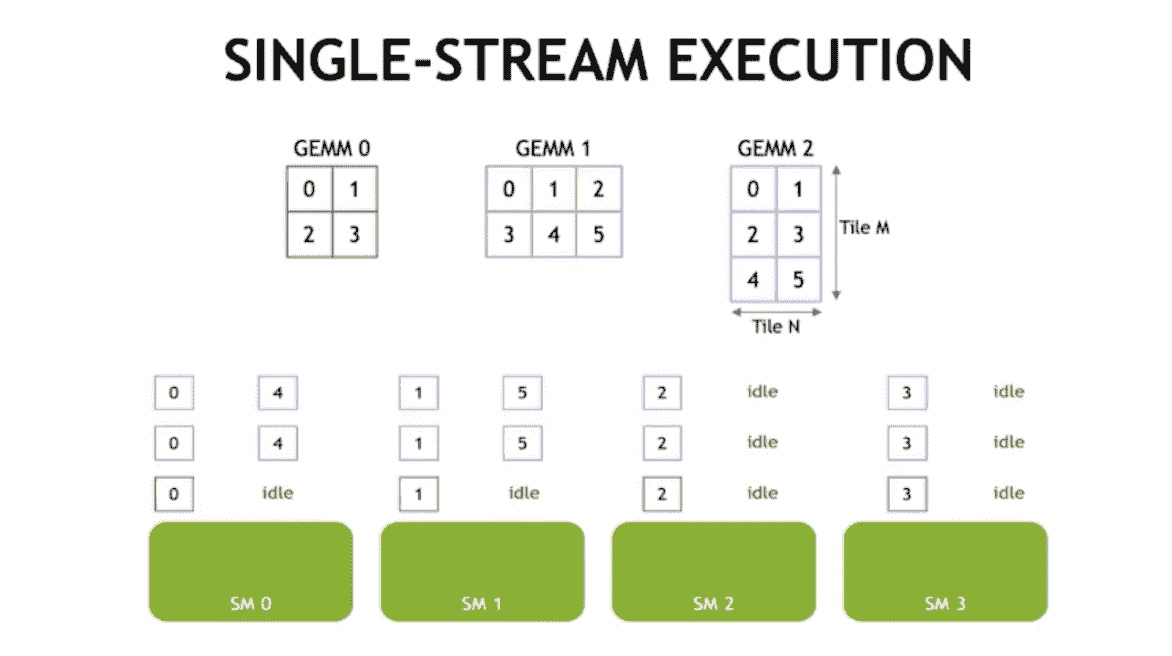 SINGLE-STREAM EXECUTION
GEMM 0 GEMM 1 GEMM 2
0 1 0 1 2 0 1
2 3 3 4 5 2 3
Tile M
4 5
Tile N
0 4 1 5 2 idle 3 idle
0 4 1 5 2 idle 3 idle
0 idle 1 idle 2 idle 3 idle
SM 0 SM 1 SM 2 SM 3